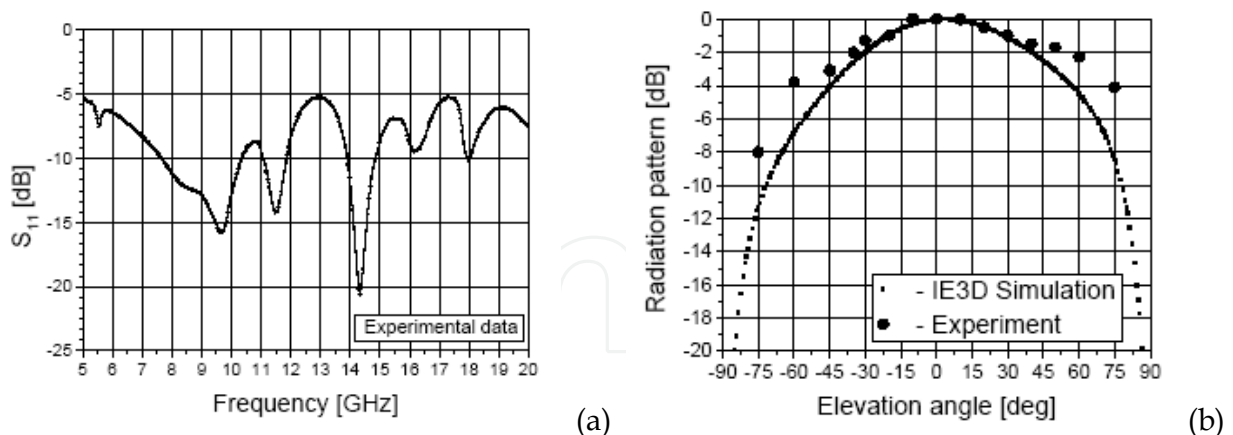 0
-5
-10
-15
-20
-25
S11 [dB]
Experimental data
5 6 7 8 9 10 11 12 13 14 15 16 17 18 19 20
Frequency [GHz]
(a)
0
-2
-4
-6
-8
-10
-12
-14
-16
-18
-20
Radiation pattern [dB]
- IE3D Simulation
- Experiment
-90 -75 -60 -45 -30 -15 0 15 30 45 60 75 90
Elevation angle [deg]
(b)